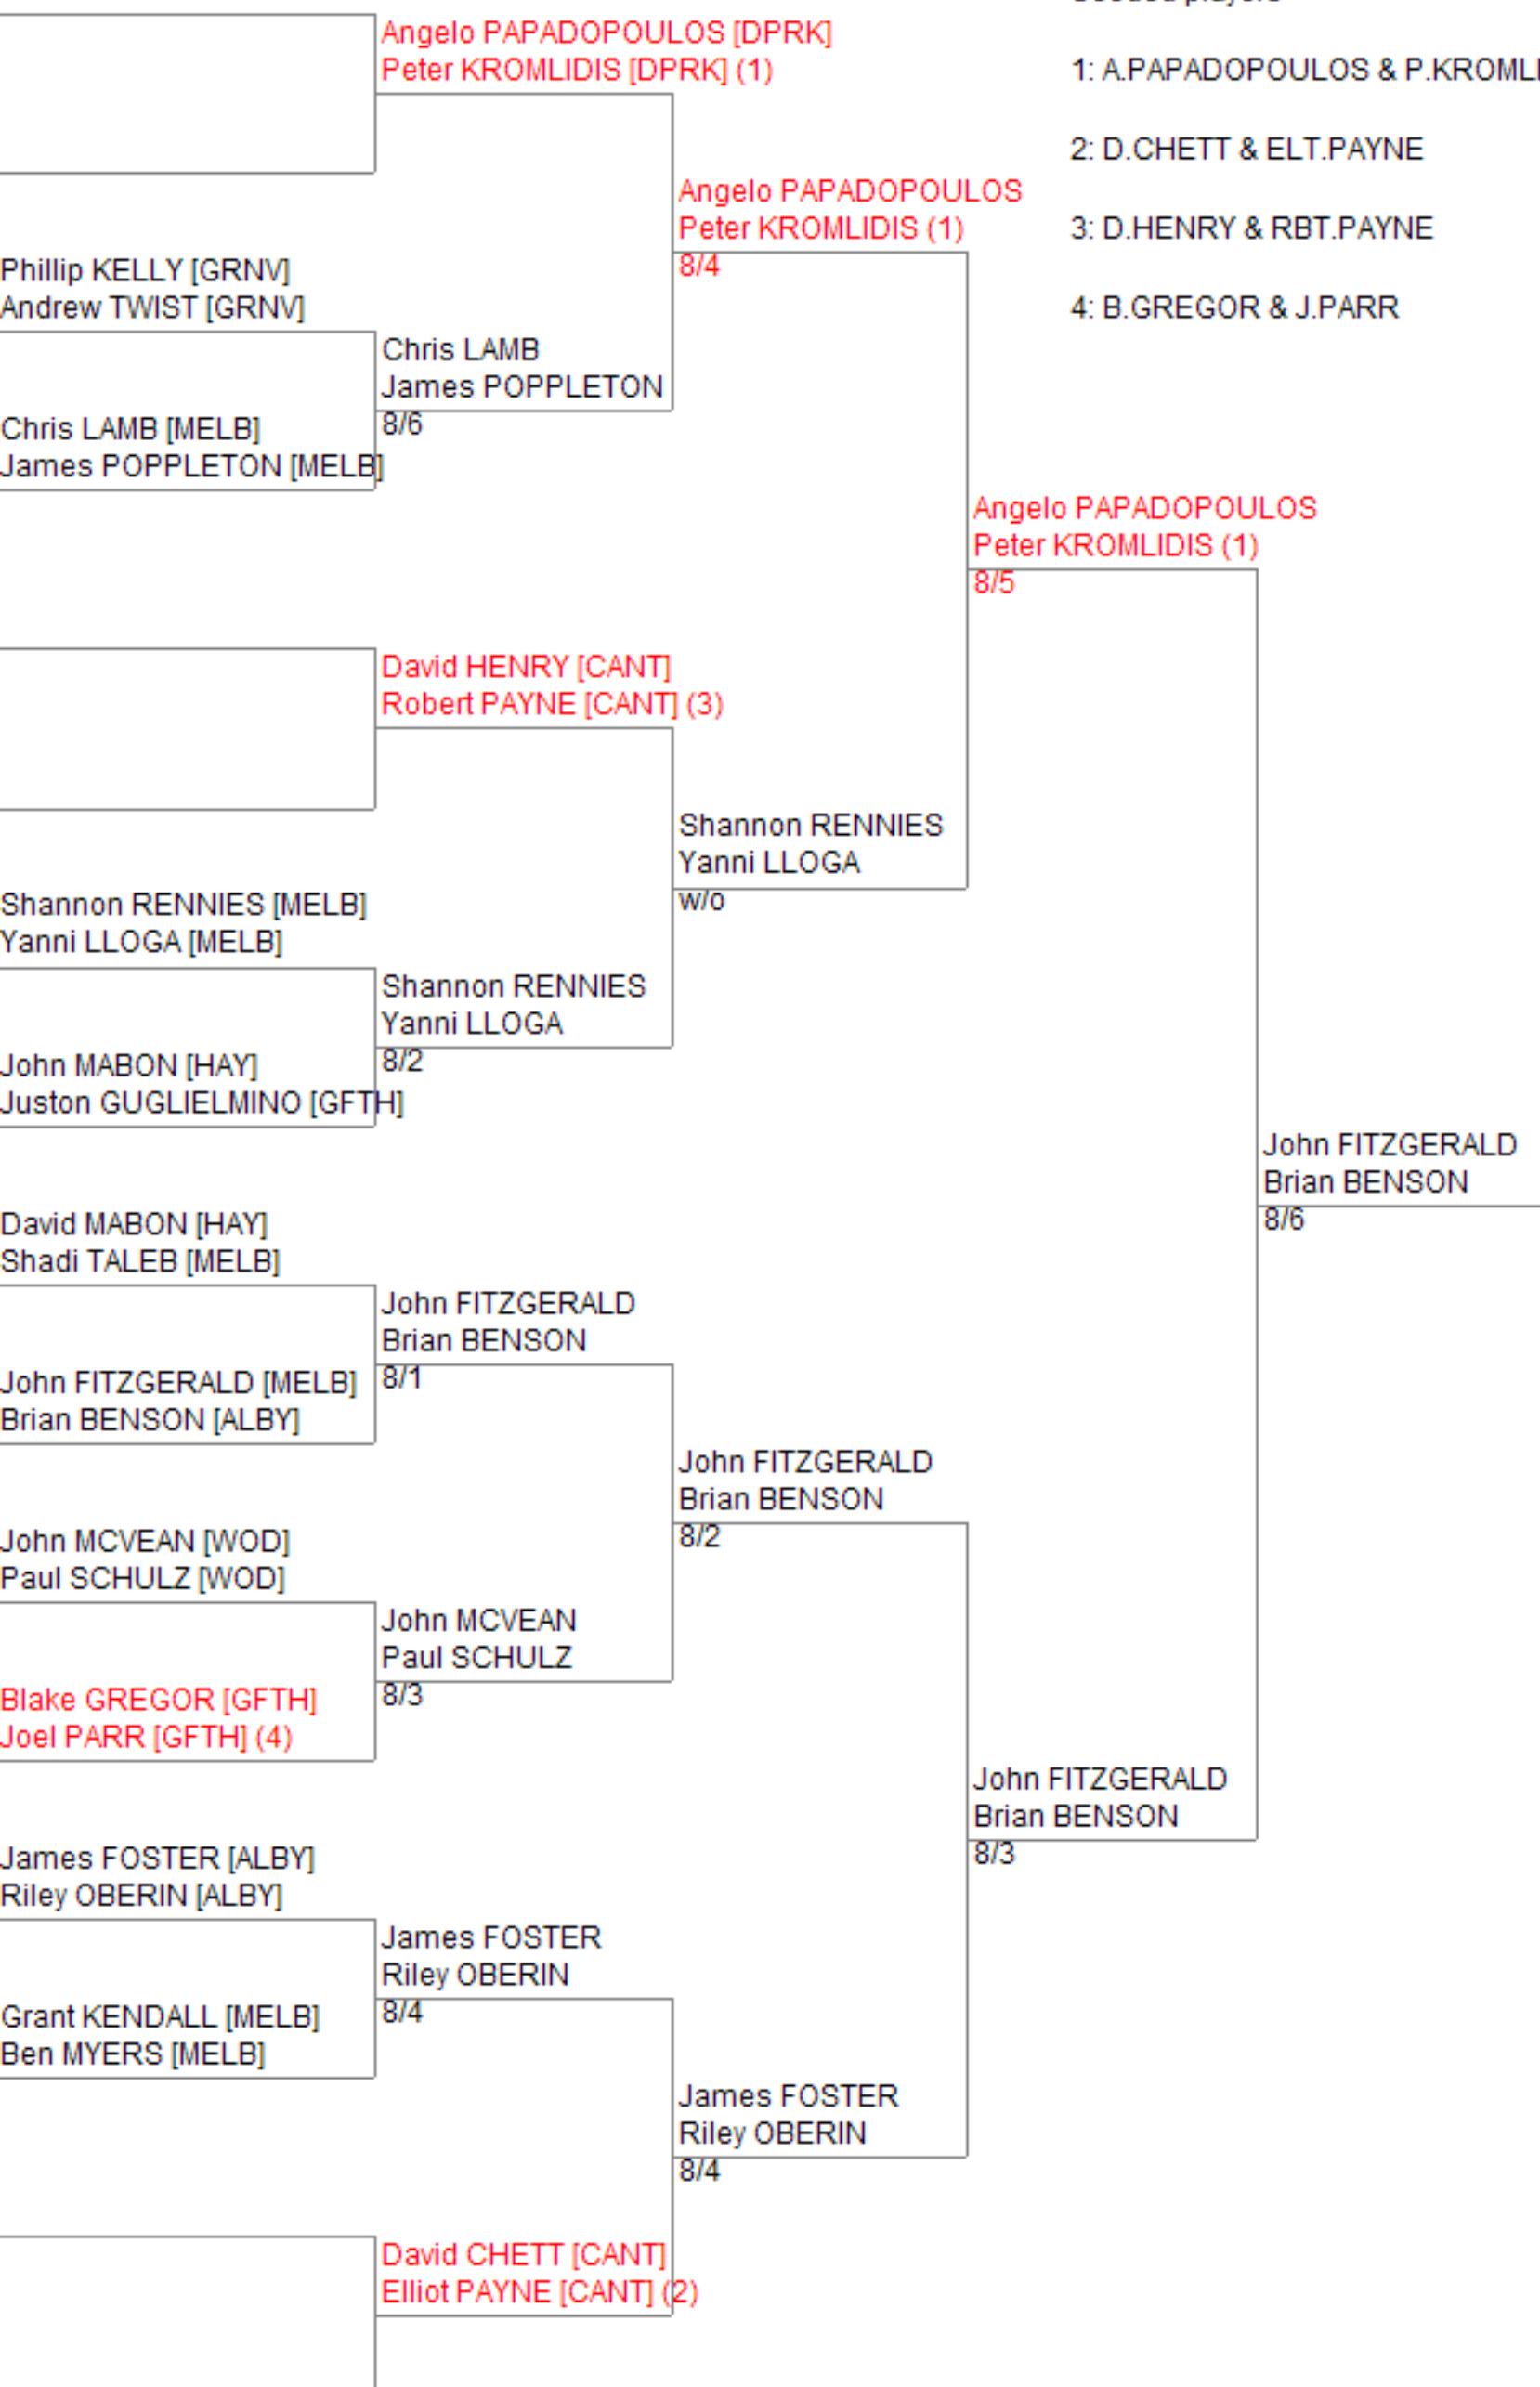 Angelo PAPADOPOULOS [DPRK]
Peter KROMLIDIS [DPRK] (1)
1: A.PAPADOPOULOS & P.KROML
2: D.CHETT & ELT.PAYNE
Angelo PAPADOPOULOS
Peter KROMLIDIS (1)
8/4
3: D.HENRY & RBT.PAYNE
Phillip KELLY [GRNV]
Andrew TWIST [GRNV]
4: B.GREGOR & J.PARR
Chris LAMB
James POPPLETON
8/6
Chris LAMB [MELB]
James POPPLETON [MELB]
Angelo PAPADOPOULOS
Peter KROMLIDIS (1)
8/5
David HENRY [CANT]
Robert PAYNE [CANT] (3)
Shannon RENNIES
Yanni LLOGA
w/o
Shannon RENNIES [MELB]
Yanni LLOGA [MELB]
Shannon RENNIES
Yanni LLOGA
8/2
John MABON [HAY]
Juston GUGLIELMINO [GFTH]
John FITZGERALD
Brian BENSON
8/6
David MABON [HAY]
Shadi TALEB [MELB]
John FITZGERALD
Brian BENSON
8/1
John FITZGERALD [MELB]
Brian BENSON [ALBY]
John FITZGERALD
Brian BENSON
8/2
John MCVEAN [WOD]
Paul SCHULZ [WOD]
John MCVEAN
Paul SCHULZ
8/3
Blake GREGOR [GFTH]
Joel PARR [GFTH] (4)
John FITZGERALD
Brian BENSON
8/3
James FOSTER [ALBY]
Riley OBERIN [ALBY]
James FOSTER
Riley OBERIN
8/4
Grant KENDALL [MELB]
Ben MYERS [MELB]
James FOSTER
Riley OBERIN
8/4
David CHETT [CANT]
Elliot PAYNE [CANT] (2)